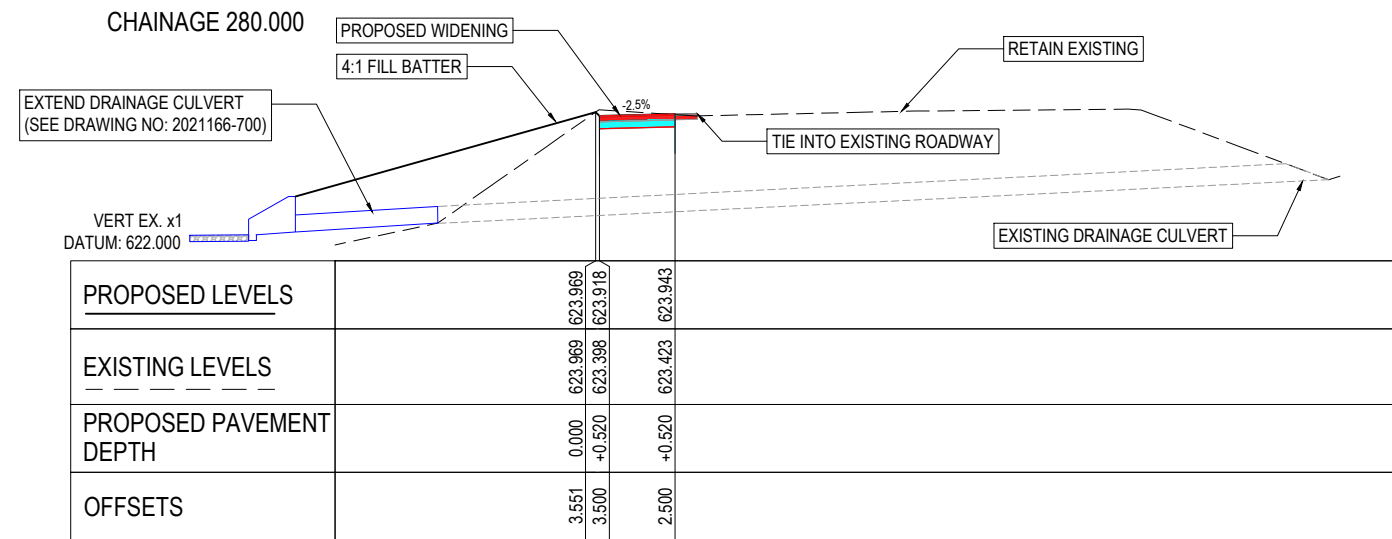 CHAINAGE 280.000
PROPOSED WIDENING
4:1 FILL BATTER
RETAIN EXISTING
EXTEND DRAINAGE CULVERT
(SEE DRAWING NO: 2021166-700)
-2.5%
TIE INTO EXISTING ROADWAY
VERT EX. x1
DATUM: 622.000
EXISTING DRAINAGE CULVERT
PROPOSED LEVELS
623.969
623.918
623.943
EXISTING LEVELS
623.969
623.398
623.423
PROPOSED PAVEMENT
DEPTH
0.000
+0.520
+0.520
OFFSETS
3.551
3.500
2.500